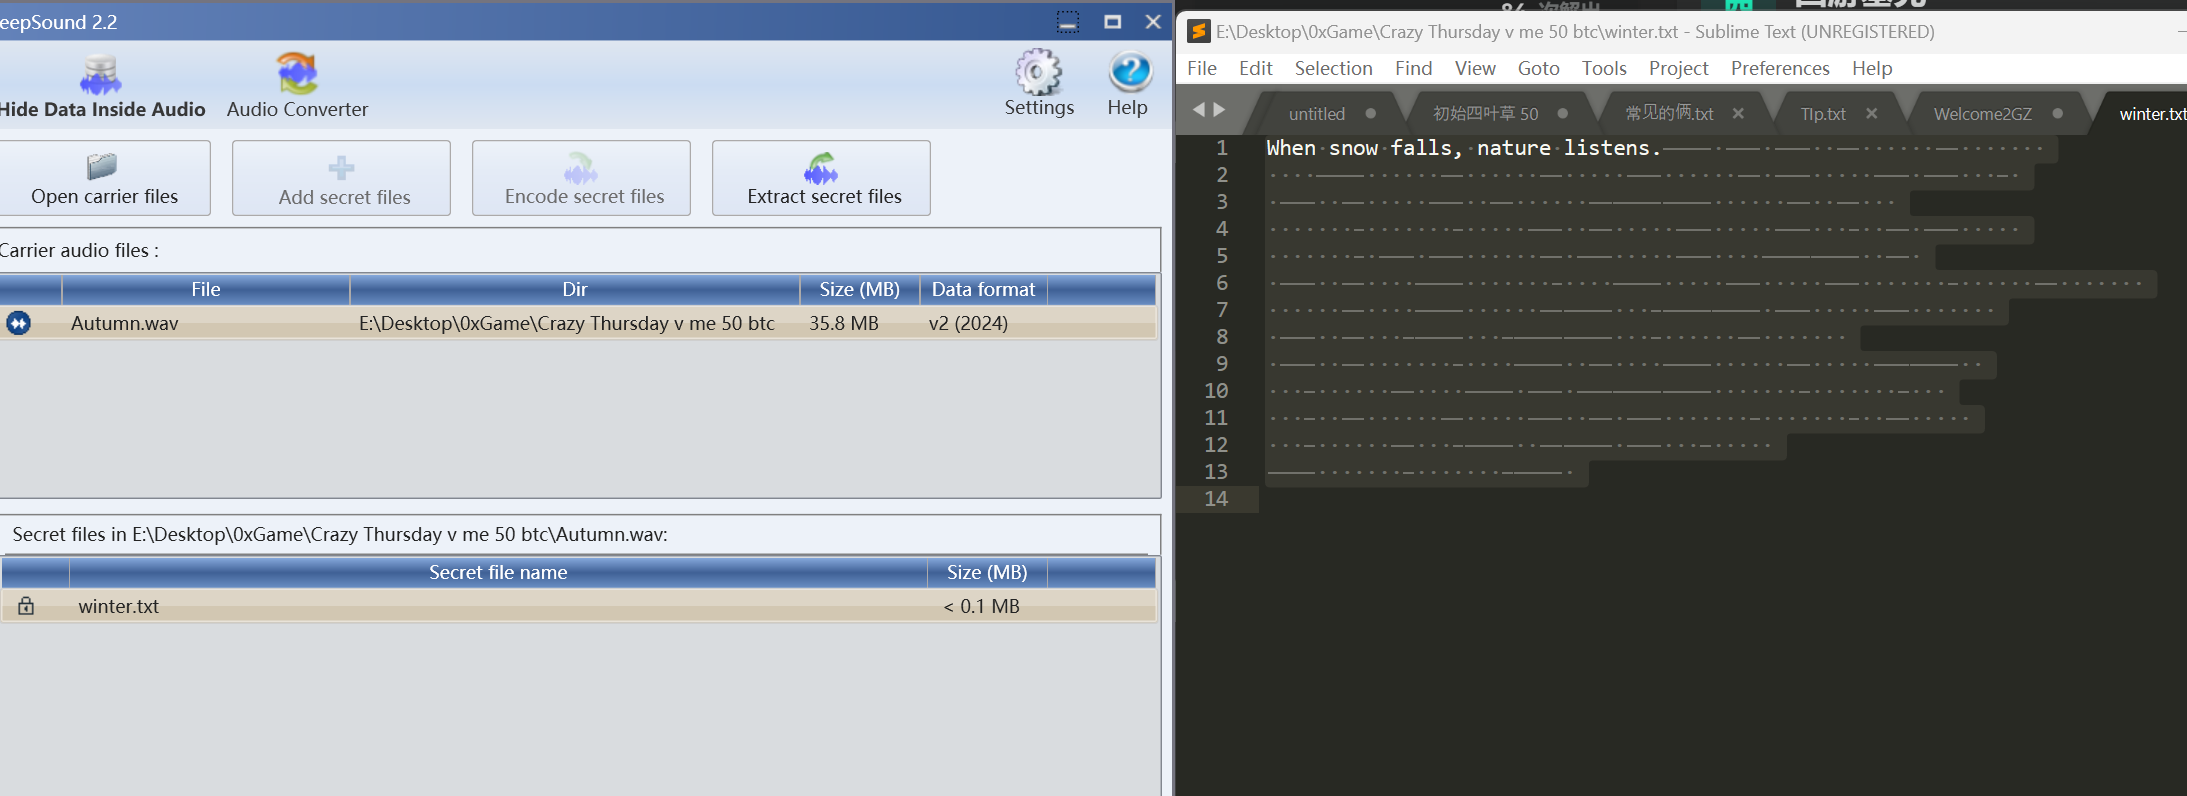 eepSound 2.2
Hide Data Inside Audio
Audio Converter
Settings
Help
Open carrier files
Add secret files
Encode secret files
Extract secret files
Carrier audio files :
File Dir Size (MB) Data format
Autumn.wav E:\Desktop\0xGame\Crazy Thursday v me 50 btc 35.8 MB v2 (2024)
Secret files in E:\Desktop\0xGame\Crazy Thursday v me 50 btc\Autumn.wav:
Secret file name Size (MB)
winter.txt < 0.1 MB
E:\Desktop\0xGame\Crazy Thursday v me 50 btc\winter.txt - Sublime Text (UNREGISTERED)
File Edit Selection Find View Goto Tools Project Preferences Help
untitled 初始四叶草 50 常见的俩.txt TIp.txt Welcome2GZ winter.txt
1 When snow falls, nature listens.
2
3
4
5
6
7
8
9
10
11
12
13
14